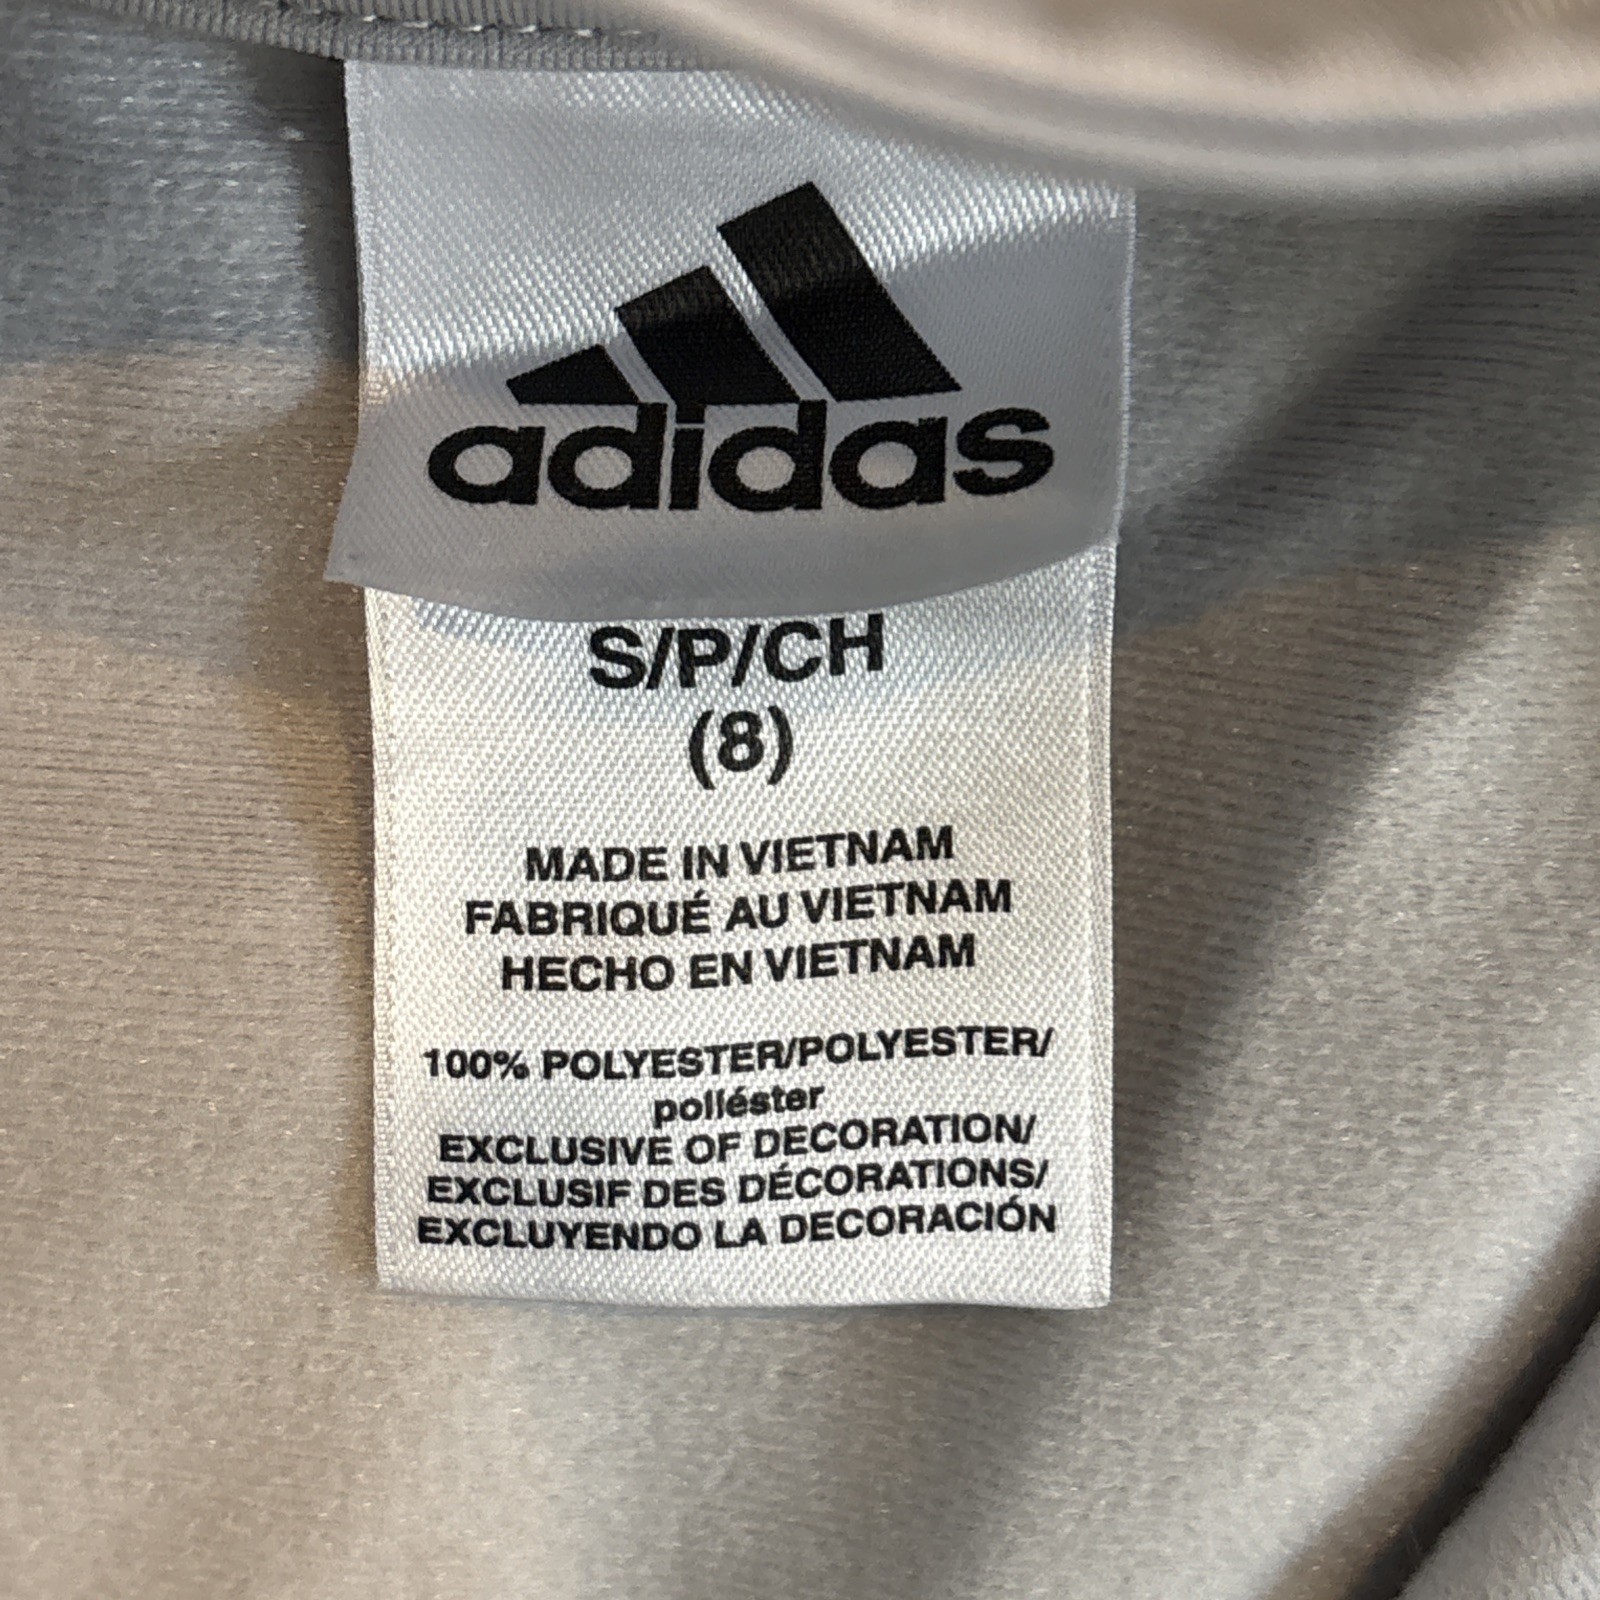 adidas
S/P/CH
(8)
MADE IN VIETNAM
FABRIQUÉ AU VIETNAM
HECHO EN VIETNAM
100% POLYESTER/POLYESTER/
poliéster
EXCLUSIVE OF DECORATION/
EXCLUSIF DES DÉCORATIONS/
EXCLUYENDO LA DECORACIÓN